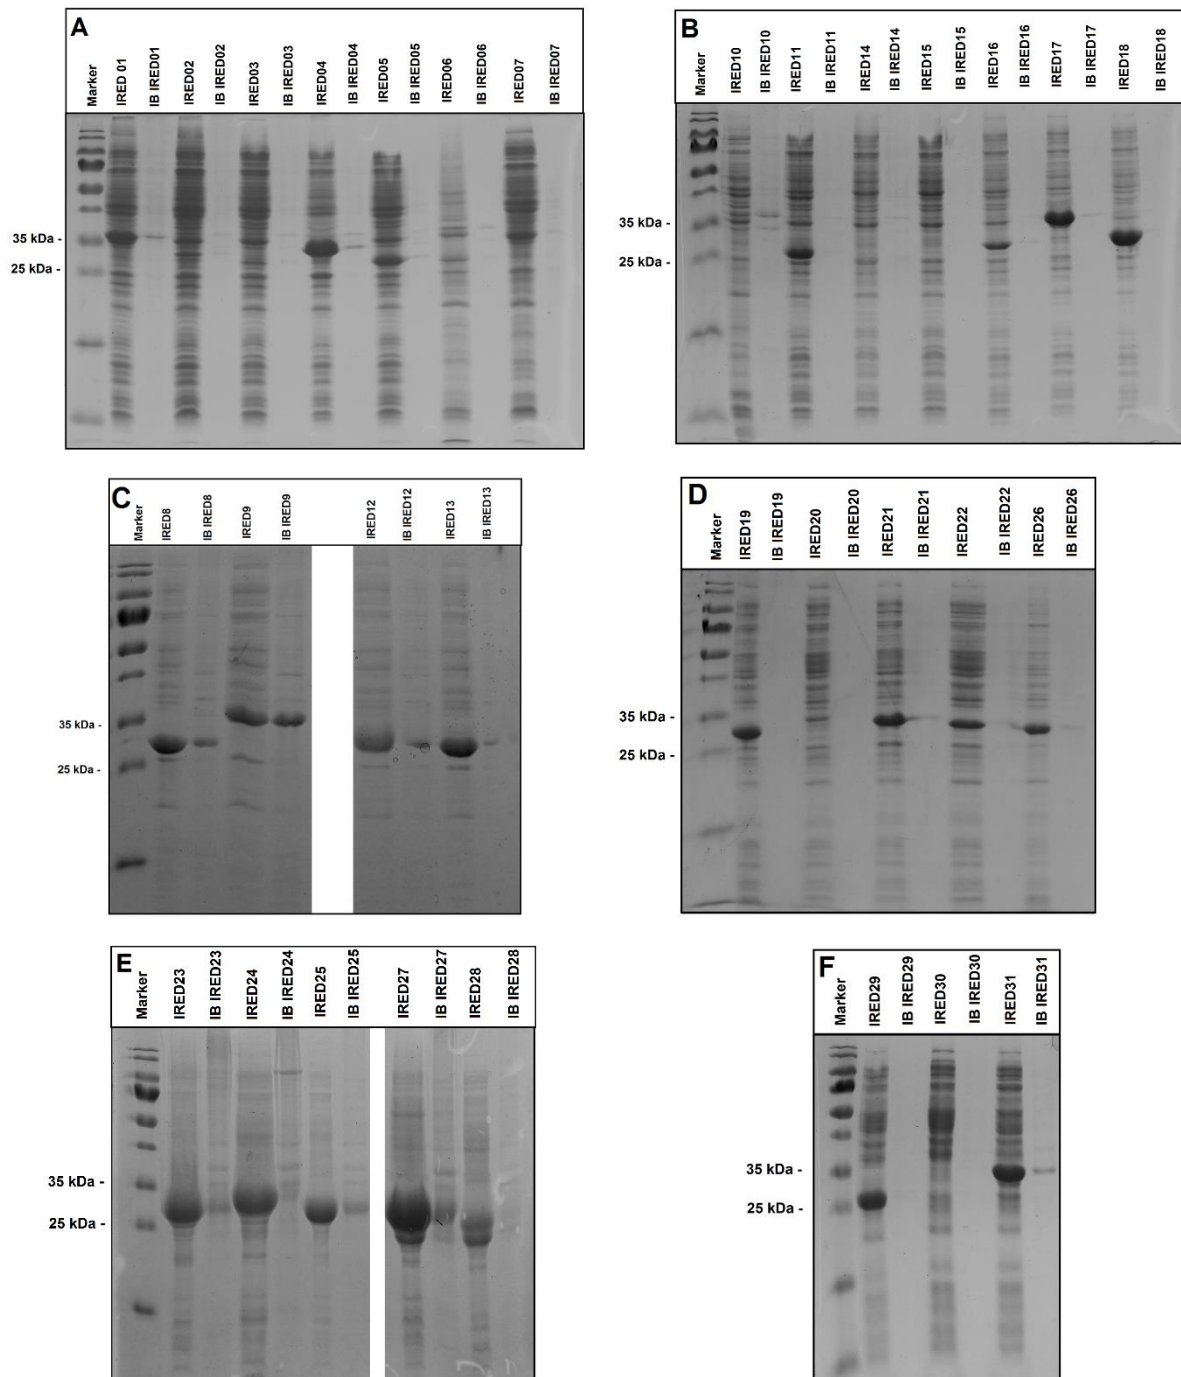 A
Marker
IRED 01
IB IRED01
IRED02
IB IRED02
IRED03
IB IRED03
IRED04
IB IRED04
IRED05
IB IRED05
IRED06
IB IRED06
IRED07
IB IRED07
35 kDa -
25 kDa -
B
Marker
IRED10
IB IRED10
IRED11
IB IRED11
IRED14
IB IRED14
IRED15
IB IRED15
IRED16
IB IRED16
IRED17
IB IRED17
IRED18
IB IRED18
35 kDa -
25 kDa -
C
Marker
IRED8
IB IRED8
IRED9
IB IRED9
IRED12
IB IRED12
IRED13
IB IRED13
35 kDa -
25 kDa -
D
Marker
IRED19
IB IRED19
IRED20
IB IRED20
IRED21
IB IRED21
IRED22
IB IRED22
IRED26
IB IRED26
35 kDa -
25 kDa -
E
Marker
IRED23
IB IRED23
IRED24
IB IRED24
IRED25
IB IRED25
IRED27
IB IRED27
IRED28
IB IRED28
35 kDa -
25 kDa -
F
Marker
IRED29
IB IRED29
IRED30
IB IRED30
IRED31
IB IRED31
35 kDa -
25 kDa -